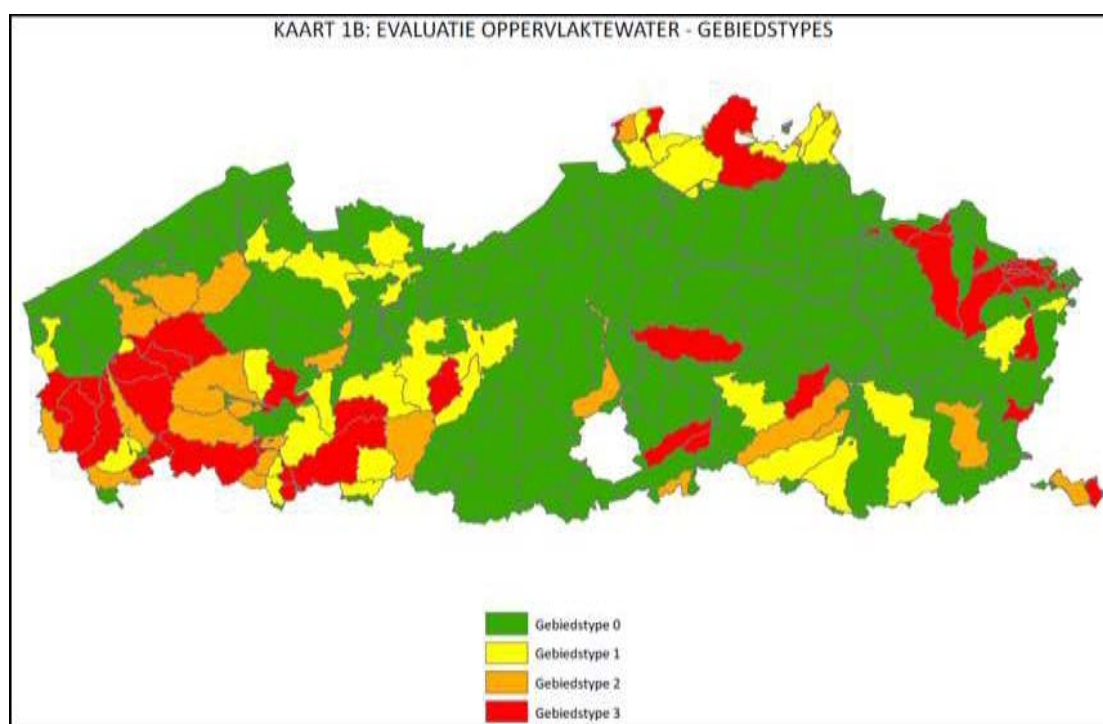 KAART 1B: EVALUATIE OPPERVLAKTEWATER - GEBIEDSTYPES
Gebiedstype 0
Gebiedstype 1
Gebiedstype 2
Gebiedstype 3